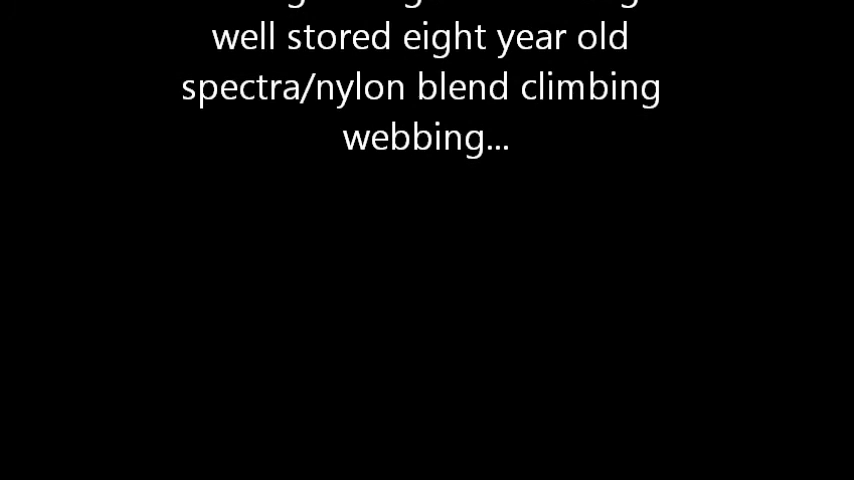 well stored eight year old
spectra/nylon blend climbing
webbing...